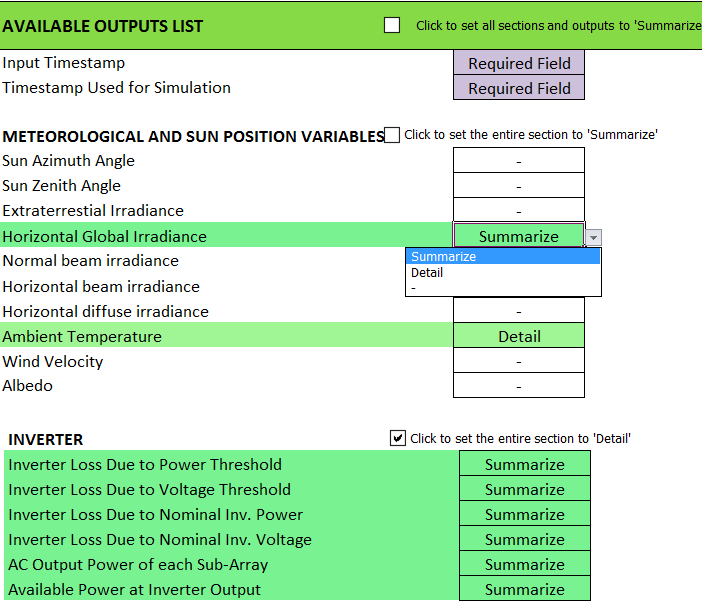 AVAILABLE OUTPUTS LIST Click to set all sections and outputs to 'Summarize
Input Timestamp Required Field
Timestamp Used for Simulation Required Field
METEOROLOGICAL AND SUN POSITION VARIABLES Click to set the entire section to 'Summarize'
Sun Azimuth Angle -
Sun Zenith Angle -
Extraterrestial Irradiance -
Horizontal Global Irradiance Summarize
Normal beam irradiance Summarize
Horizontal beam irradiance Detail
-
Horizontal diffuse irradiance -
Ambient Temperature Detail
Wind Velocity -
Albedo -
INVERTER Click to set the entire section to 'Detail'
Inverter Loss Due to Power Threshold Summarize
Inverter Loss Due to Voltage Threshold Summarize
Inverter Loss Due to Nominal Inv. Power Summarize
Inverter Loss Due to Nominal Inv. Voltage Summarize
AC Output Power of each Sub-Array Summarize
Available Power at Inverter Output Summarize